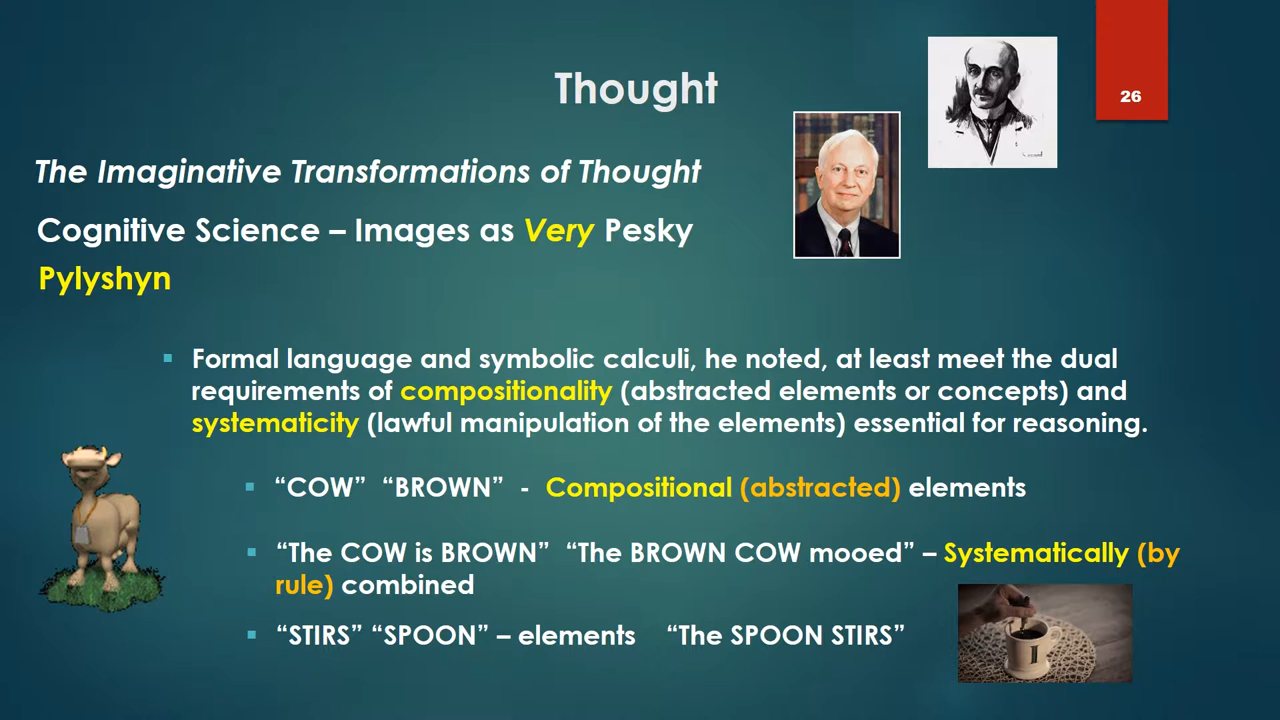 Thought
26
The Imaginative Transformations of Thought
Cognitive Science – Images as Very Pesky
Pylyshyn
Formal language and symbolic calculi, he noted, at least meet the dual
requirements of compositionality (abstracted elements or concepts) and
systematicity (lawful manipulation of the elements) essential for reasoning.
“COW” “BROWN” - Compositional (abstracted) elements
“The COW is BROWN” “The BROWN COW mooed” – Systematically (by
rule) combined
“STIRS” “SPOON” – elements “The SPOON STIRS”
I